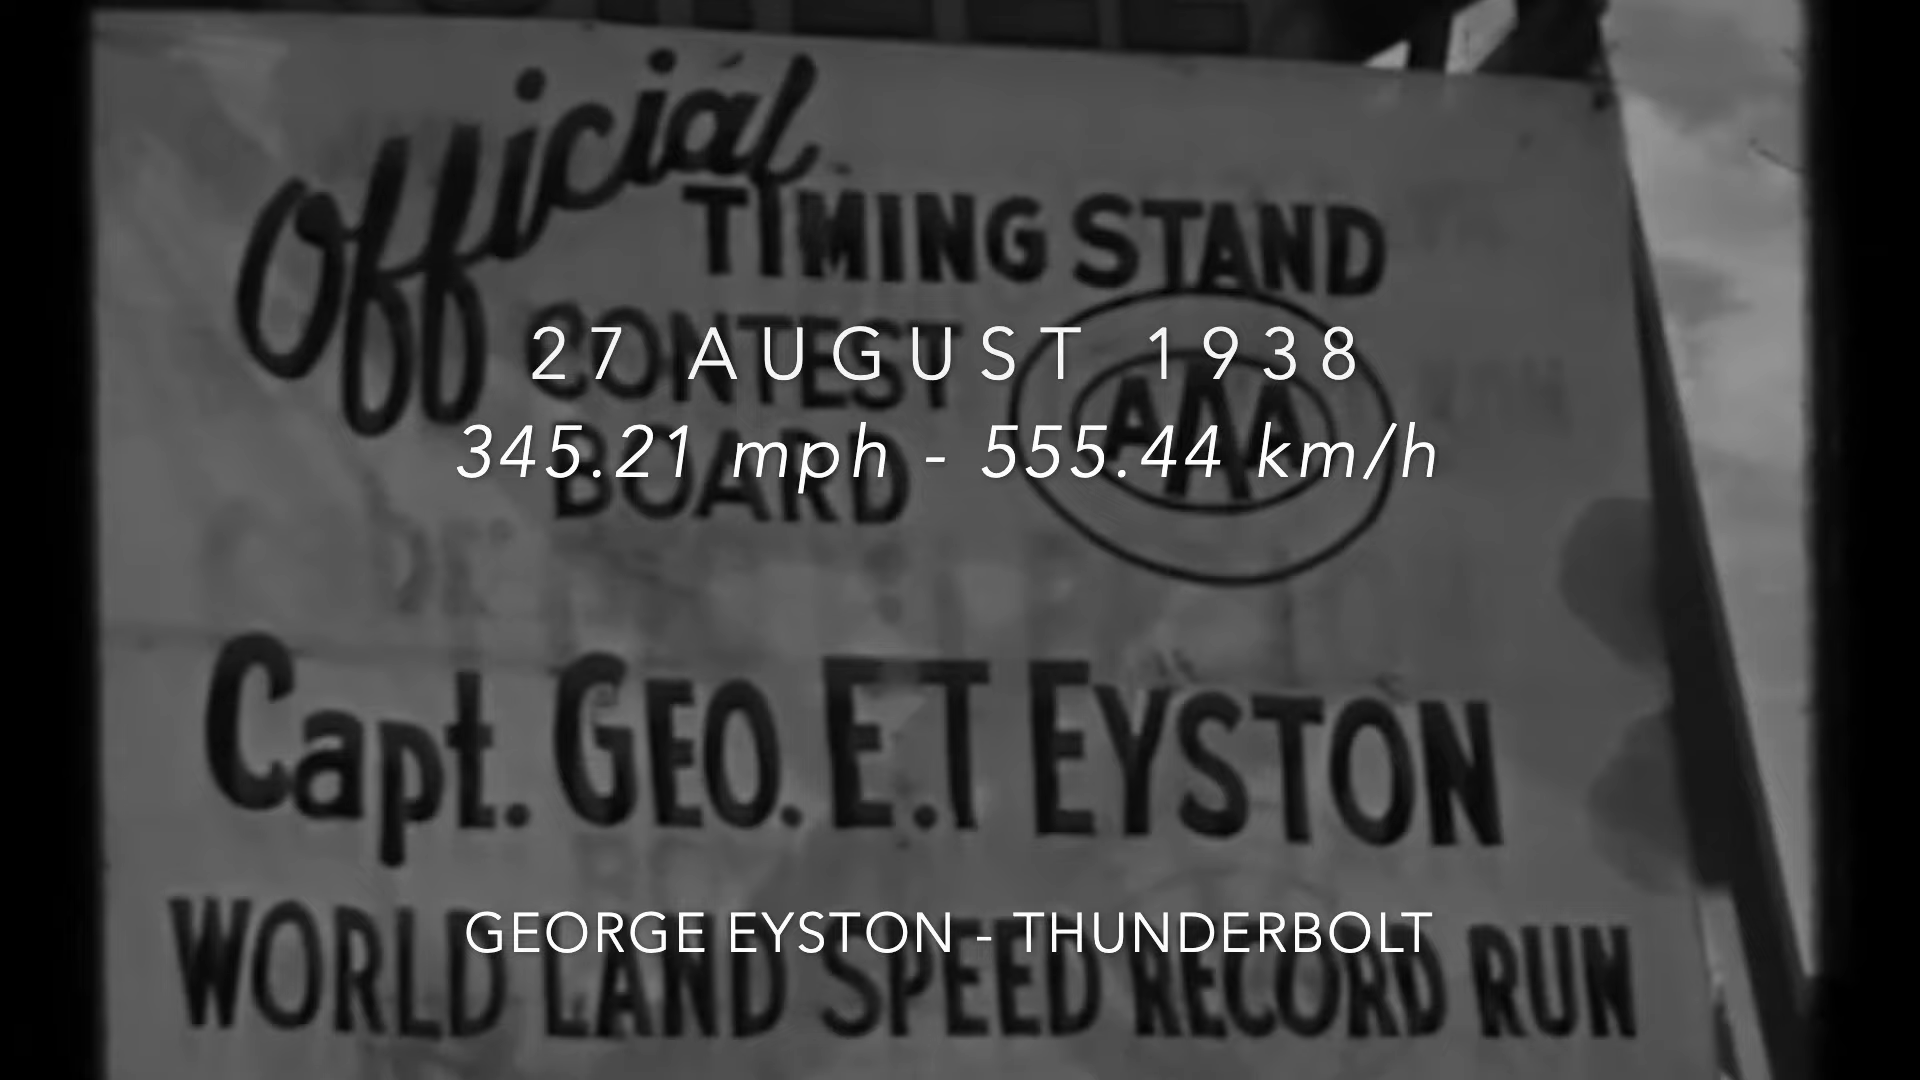 Official
TIMING STAND
CONTEST
27 AUGUST 1938
AAA
345.21 mph - 555.44 km/h
BOARD
Capt. GEO. E.T EYSTON
GEORGE EYSTON - THUNDERBOLT
WORLD LAND SPEED RECORD RUN